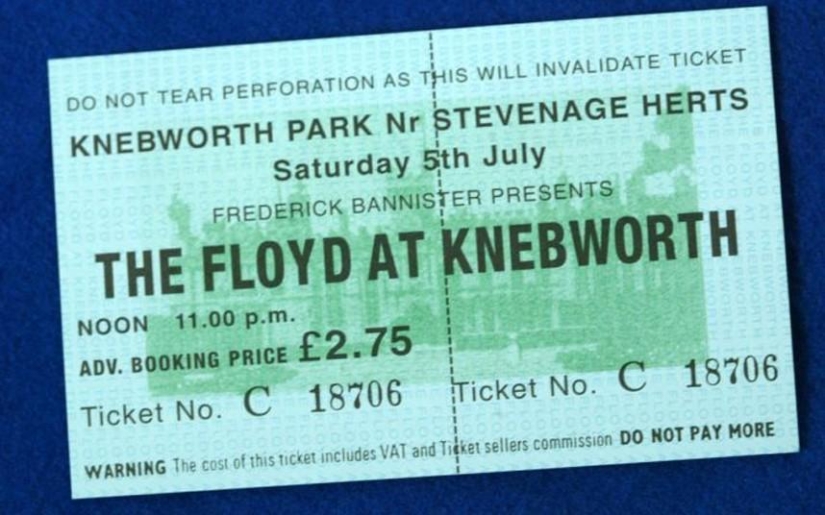 DO NOT TEAR PERFORATION AS THIS WILL INVALIDATE TICKET
KNEBWORTH PARK Nr STEVENAGE HERTS
Saturday 5th July
FREDERICK BANNISTER PRESENTS
THE FLOYD AT KNEBWORTH
NOON 11.00 p.m.
ADV. BOOKING PRICE £2.75
Ticket No. C 18706 Ticket No. C 18706
WARNING The cost of this ticket includes VAT and Ticket sellers commission DO NOT PAY MORE